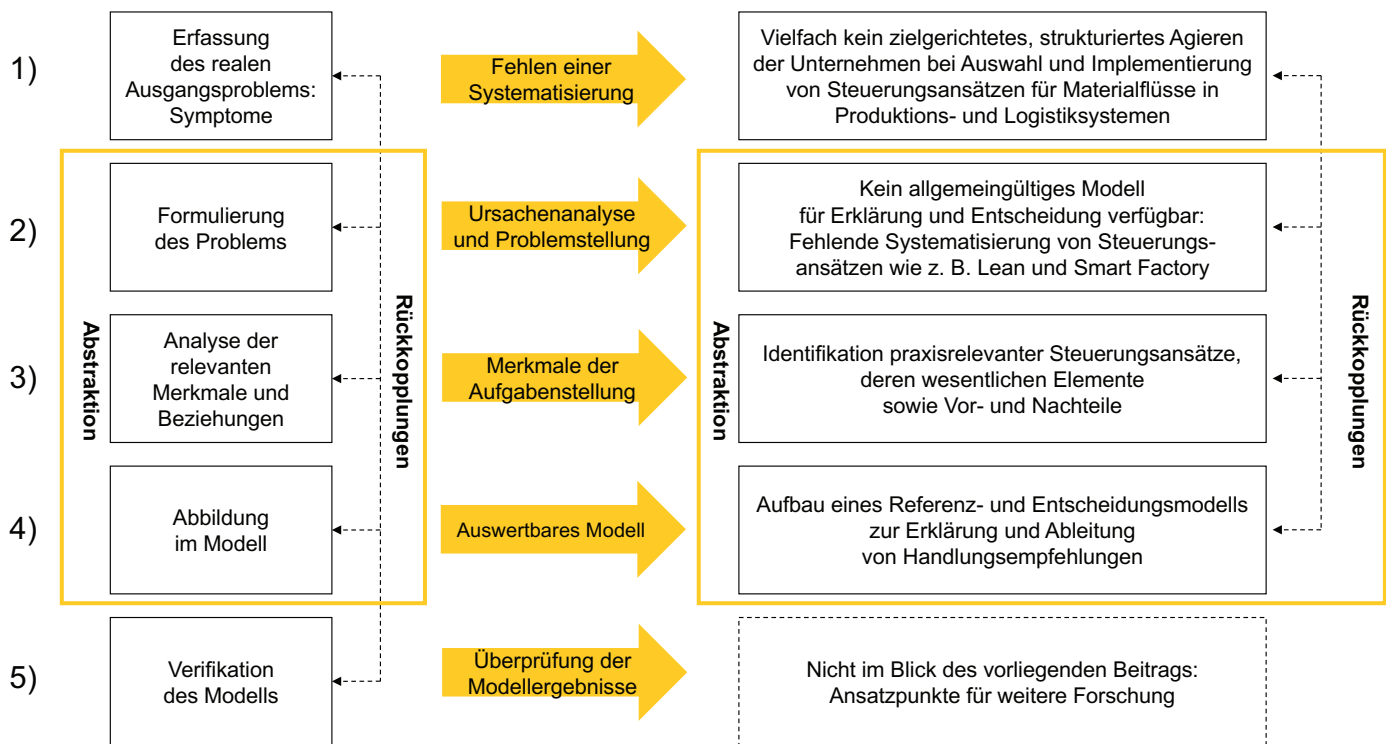 1)
Erfassung
des realen
Ausgangsproblems:
Symptome
Fehlen einer
Systematisierung
Vielfach kein zielgerichtetes, strukturiertes Agieren
der Unternehmen bei Auswahl und Implementierung
von Steuerungsansätzen für Materialflüsse in
Produktions- und Logistiksystemen
2)
Formulierung
des Problems
Ursachenanalyse
und Problemstellung
Kein allgemeingültiges Modell
für Erklärung und Entscheidung verfügbar:
Fehlende Systematisierung von Steuerungs-
ansätzen wie z. B. Lean und Smart Factory
Abstraktion
Rückkopplungen
Abstraktion
Rückkopplungen
3)
Analyse der
relevanten
Merkmale und
Beziehungen
Merkmale der
Aufgabenstellung
Identifikation praxisrelevanter Steuerungsansätze,
deren wesentlichen Elemente
sowie Vor- und Nachteile
4)
Abbildung
im Modell
Auswertbares Modell
Aufbau eines Referenz- und Entscheidungsmodells
zur Erklärung und Ableitung
von Handlungsempfehlungen
5)
Verifikation
des Modells
Überprüfung der
Modellergebnisse
Nicht im Blick des vorliegenden Beitrags:
Ansatzpunkte für weitere Forschung